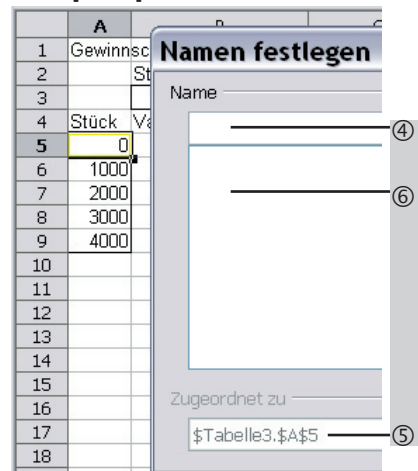 A
1 Gewinnsc
2 St
3
4 Stück Va
5 0
6 1000
7 2000
8 3000
9 4000
10
11
12
13
14
15
16
17
18
Namen festlegen
Name
④
⑥
Zugeordnet zu
$Tabelle3.$A$5
⑤